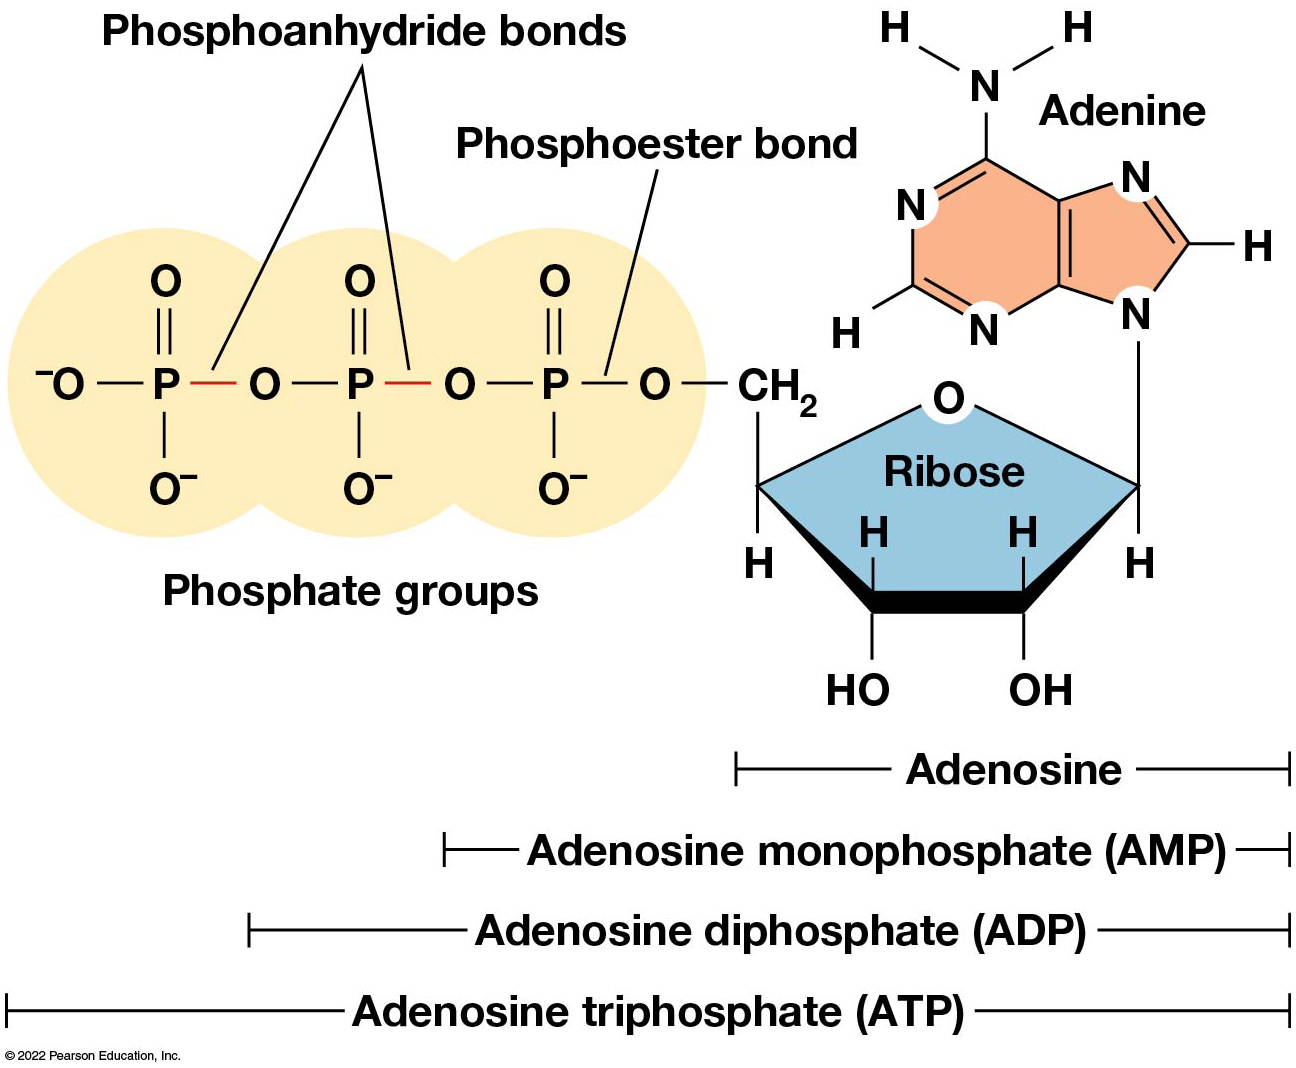 Phosphoanhydride bonds
H H
N
Adenine
Phosphoester bond
N
N
H
O O O
N
N
H
⁻O P O P O P O CH₂
O
O⁻ O⁻ O⁻
Ribose
H H
H H
Phosphate groups
HO OH
Adenosine
Adenosine monophosphate (AMP)
Adenosine diphosphate (ADP)
Adenosine triphosphate (ATP)
© 2022 Pearson Education, Inc.